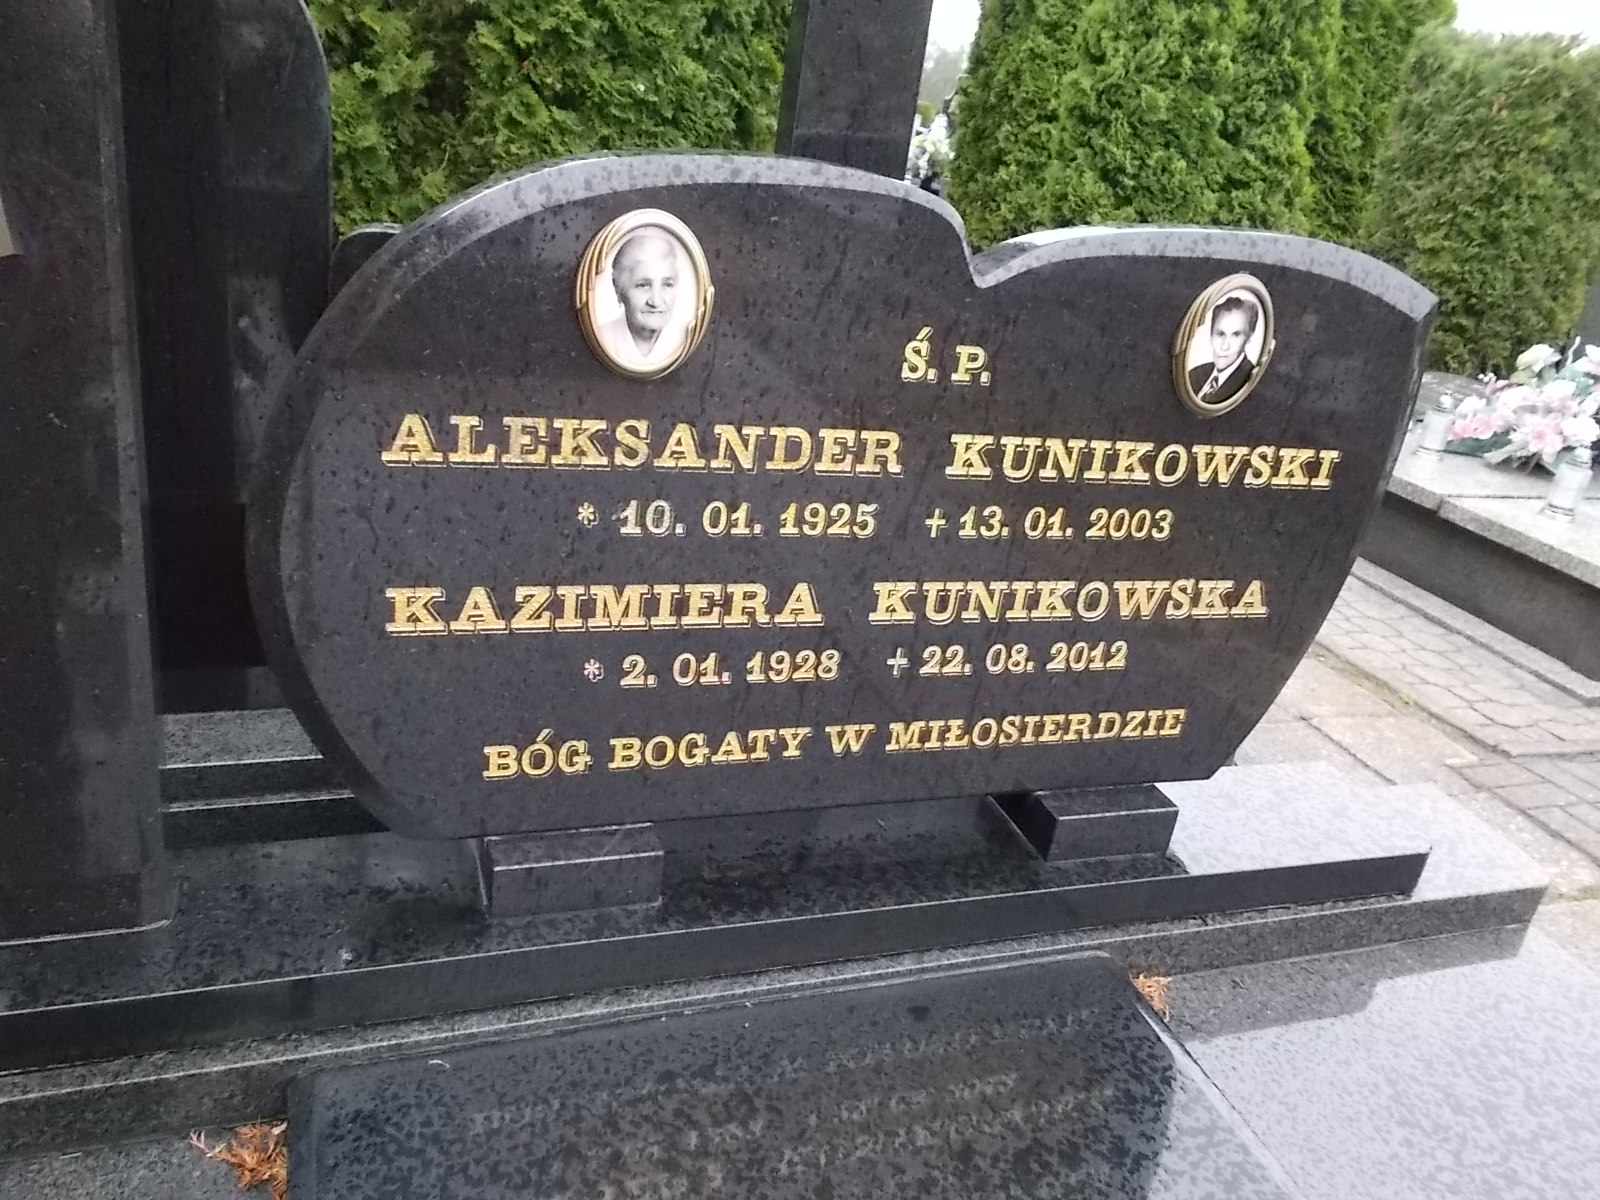 Ś. P.
ALEKSANDER KUNIKOWSKI
* 10. 01. 1925 + 13. 01. 2003
KAZIMIERA KUNIKOWSKA
* 2. 01. 1928 + 22. 08. 2012
BÓG BOGATY W MIŁOSIERDZIE